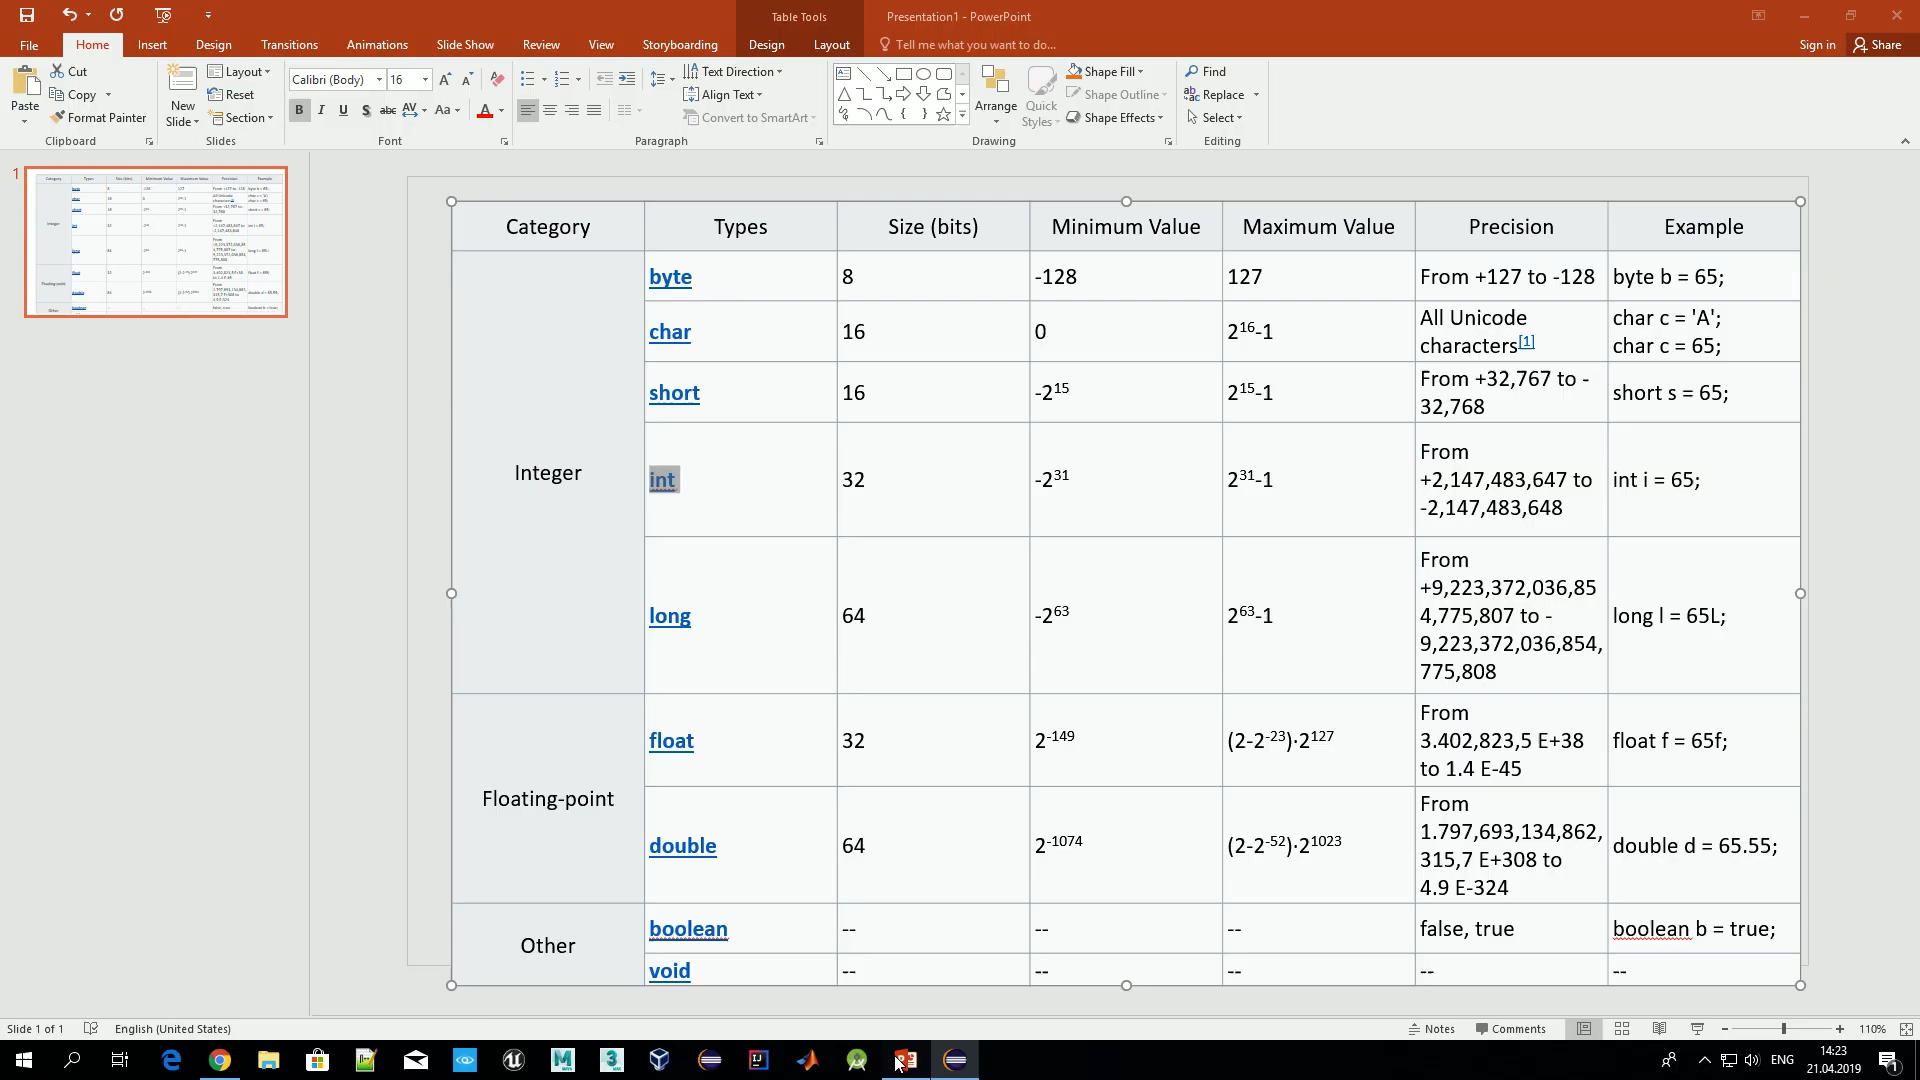 Table Tools
Presentation1 - PowerPoint
File
Home
Insert
Design
Transitions
Animations
Slide Show
Review
View
Storyboarding
Design
Layout
Tell me what you want to do...
Sign in
Share
Paste
Cut
Copy
Format Painter
Clipboard
New
Slide
Layout
Reset
Section
Slides
Calibri (Body)
16
B I U S abc AV Aa A
Font
Text Direction
Align Text
Convert to SmartArt
Paragraph
Arrange
Quick
Styles
Shape Fill
Shape Outline
Shape Effects
Drawing
Find
Replace
Select
Editing
1
Category Types Size (bits) Minimum Value Maximum Value Precision Example
Integer
byte 8 -128 127 From +127 to -128 byte b = 65;
char 16 0 2^16-1 All Unicode
characters[1]
char c = 'A';
char c = 65;
short 16 -2^15 2^15-1 From +32,767 to -
32,768
short s = 65;
int 32 -2^31 2^31-1 From
+2,147,483,647 to
-2,147,483,648
int i = 65;
long 64 -2^63 2^63-1 From
+9,223,372,036,85
4,775,807 to -
9,223,372,036,854,
775,808
long l = 65L;
Floating-point
float 32 2^-149 (2-2^-23)·2^127 From
3.402,823,5 E+38
to 1.4 E-45
float f = 65f;
double 64 2^-1074 (2-2^-52)·2^1023 From
1.797,693,134,862,
315,7 E+308 to
4.9 E-324
double d = 65.55;
Other
boolean -- -- -- false, true boolean b = true;
void -- -- -- -- --
Slide 1 of 1
English (United States)
Notes
Comments
110%
ENG
14:23
21.04.2019
1